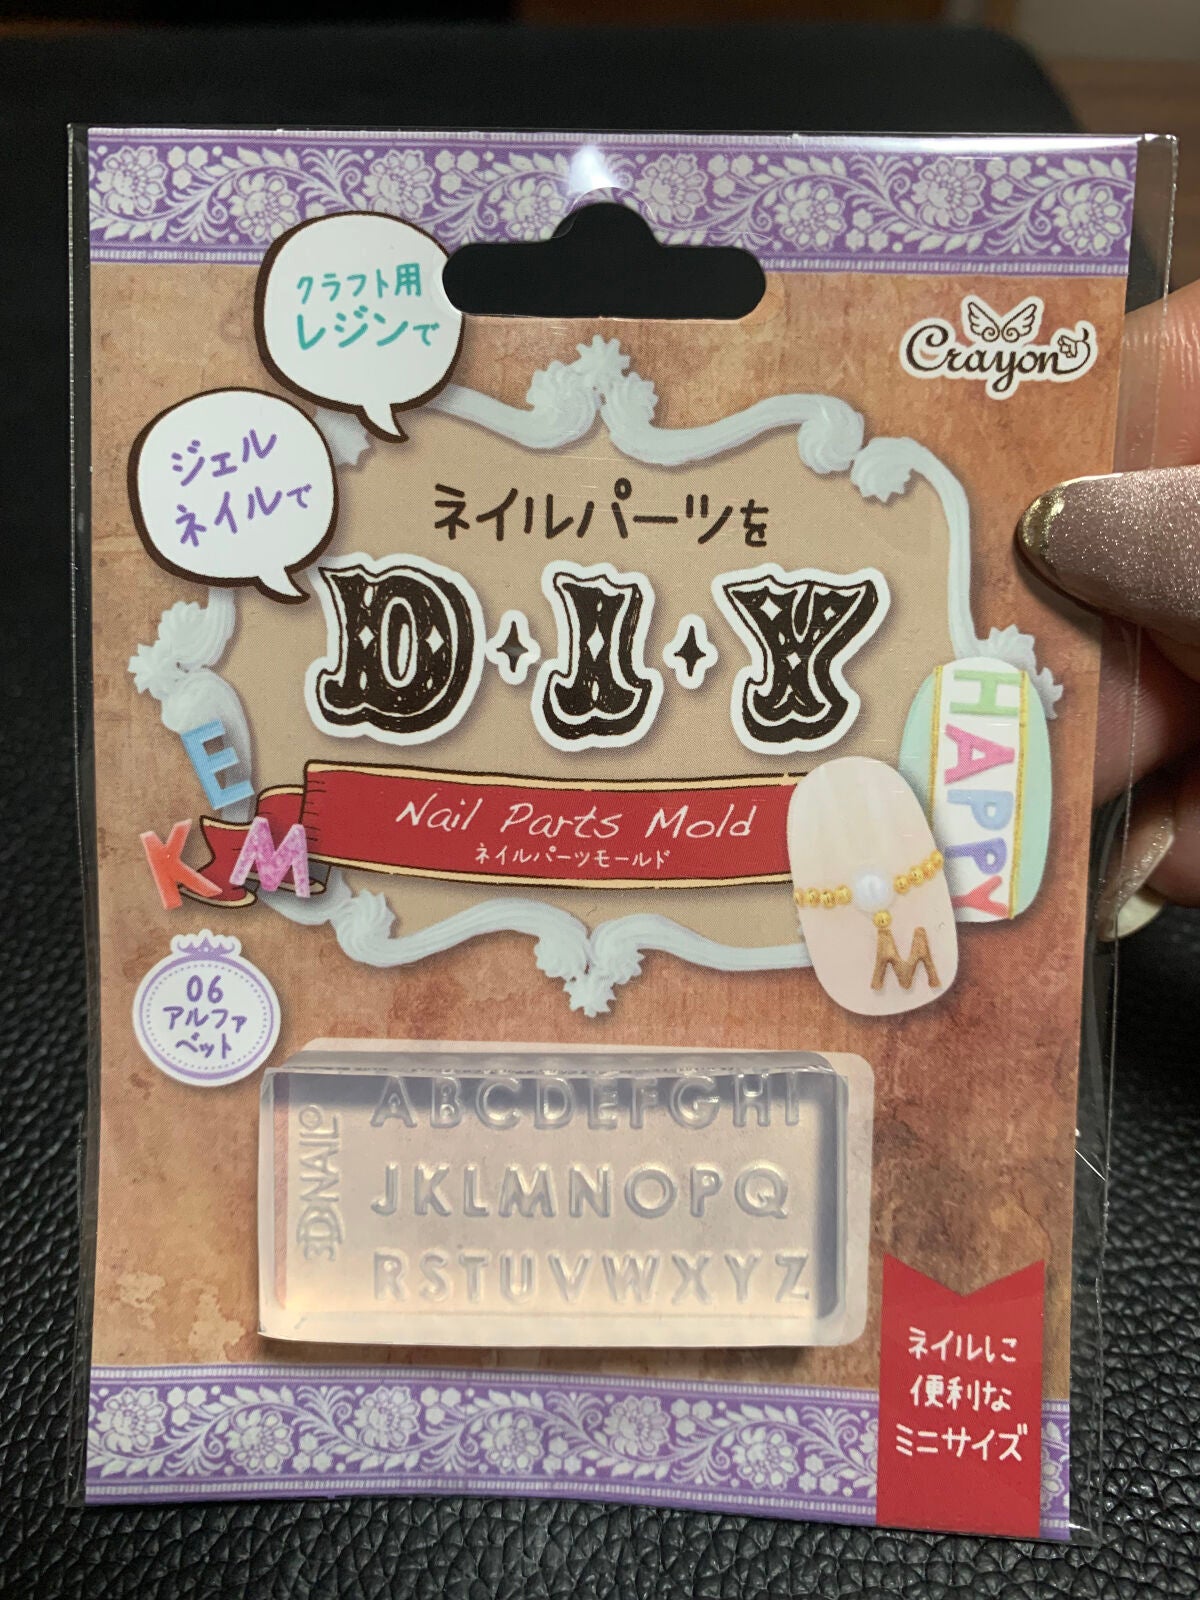 クラフト用
レジンで
Crayon
ジェル
ネイルで
ネイルパーツを
D・I・Y
HAPPY
E
K M
Nail Parts Mold
ネイルパーツモールド
M
06
アルファ
ベット
3D NAIL
ABCDEFGHI
JKLMNOPQ
RSTUVWXYZ
ネイルに
便利な
ミニサイズ